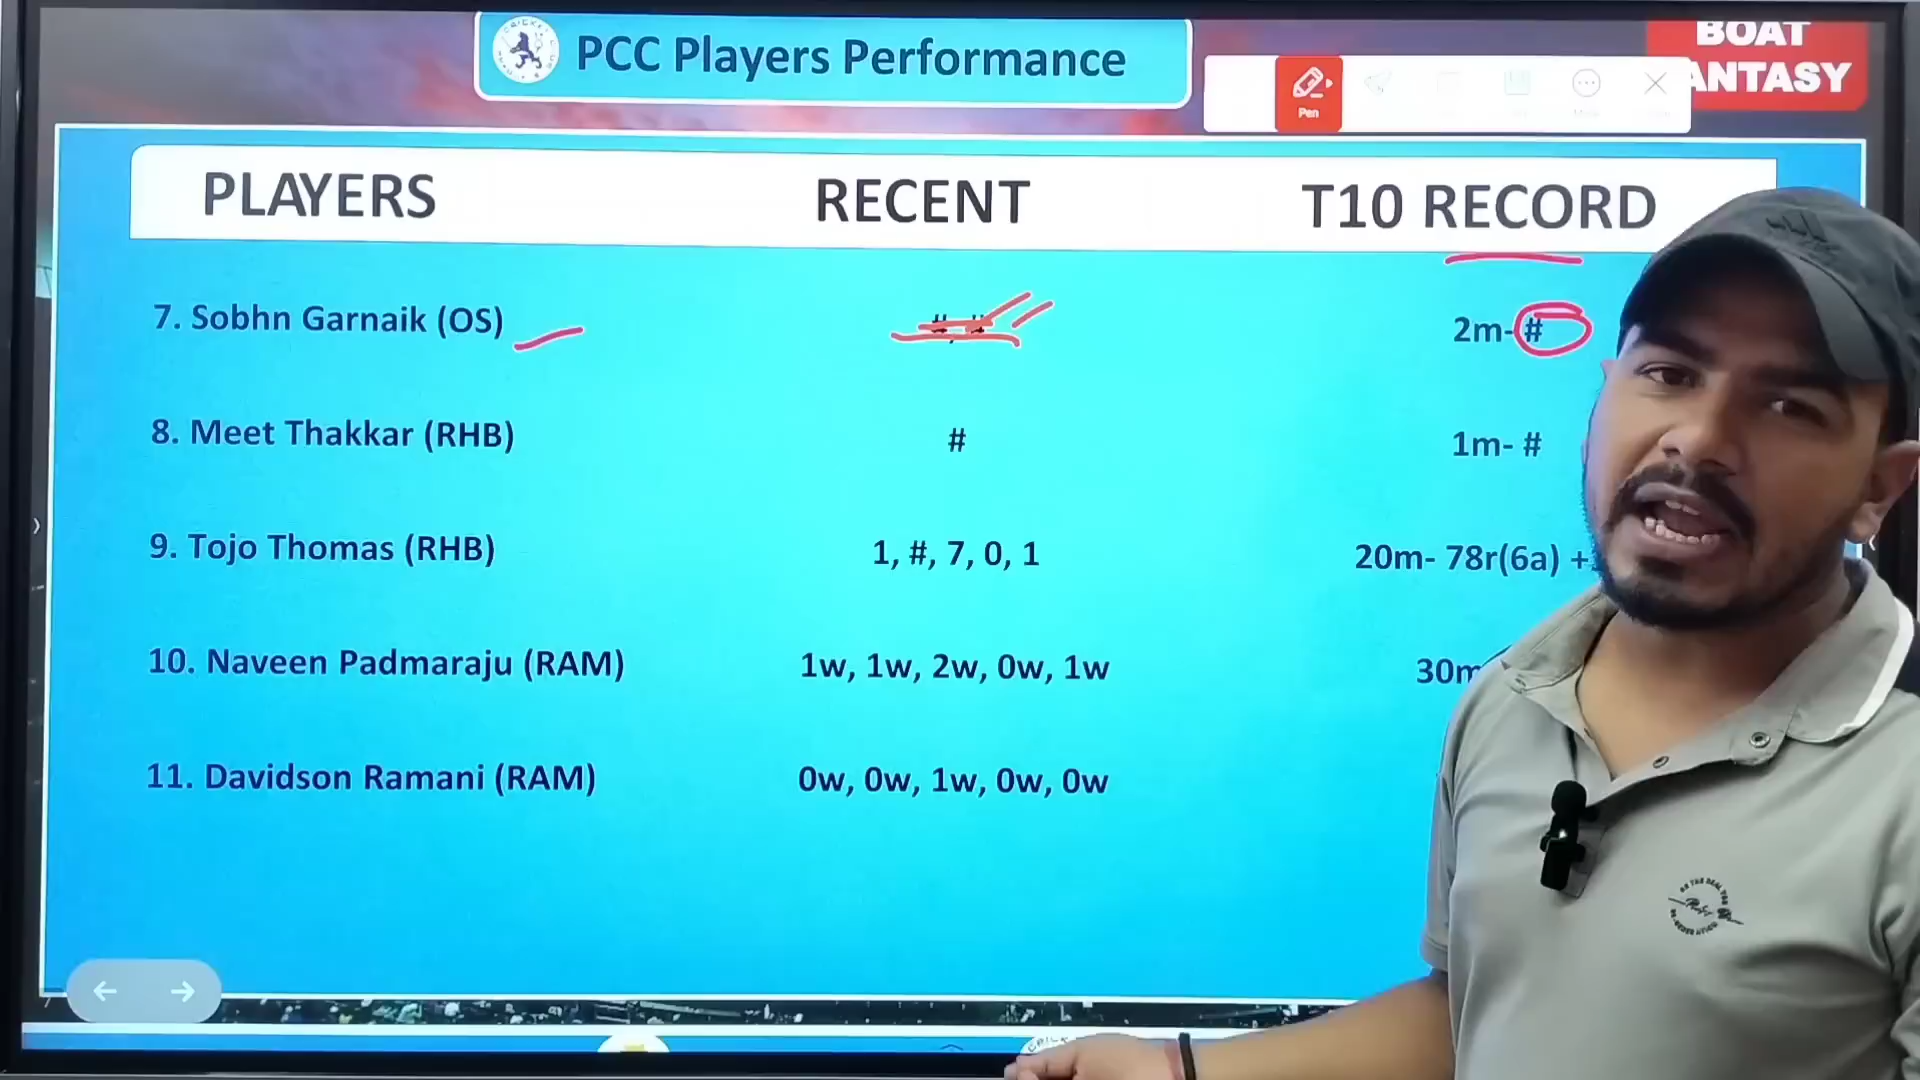 PCC Players Performance
BOAT
ANTASY
Pen
PLAYERS RECENT T10 RECORD
7. Sobhn Garnaik (OS) #, # 2m- #
8. Meet Thakkar (RHB) # 1m- #
9. Tojo Thomas (RHB) 1, #, 7, 0, 1 20m- 78r(6a) +
10. Naveen Padmaraju (RAM) 1w, 1w, 2w, 0w, 1w 30m
11. Davidson Ramani (RAM) 0w, 0w, 1w, 0w, 0w